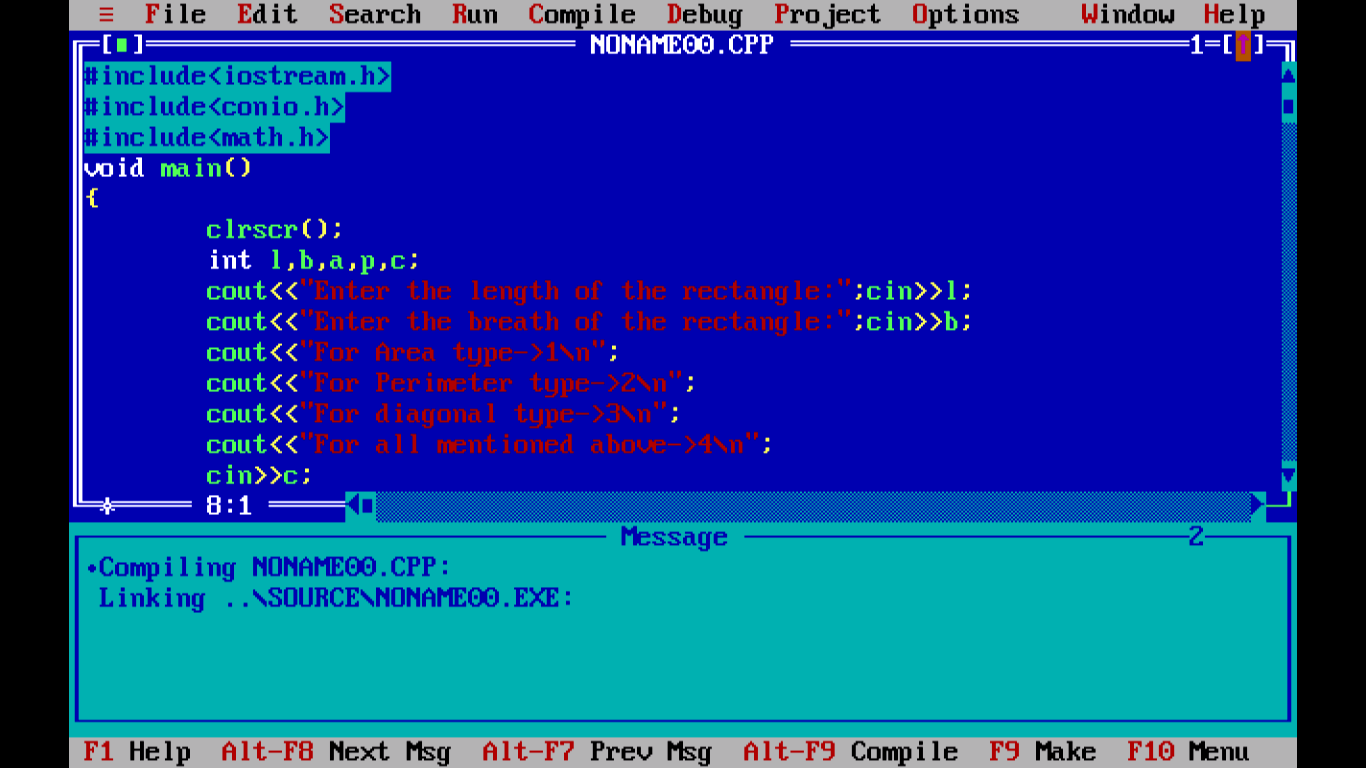 ≡ File Edit Search Run Compile Debug Project Options Window Help
[■] NONAME00.CPP 1=[↑]
#include<iostream.h>
#include<conio.h>
#include<math.h>
void main()
{
clrscr();
int l,b,a,p,c;
cout<<"Enter the length of the rectangle:";cin>>l;
cout<<"Enter the breath of the rectangle:";cin>>b;
cout<<"For Area type->1\n";
cout<<"For Perimeter type->2\n";
cout<<"For diagonal type->3\n";
cout<<"For all mentioned above->4\n";
cin>>c;
8:1
Message 2
•Compiling NONAME00.CPP:
Linking ..\SOURCE\NONAME00.EXE:
F1 Help Alt-F8 Next Msg Alt-F7 Prev Msg Alt-F9 Compile F9 Make F10 Menu